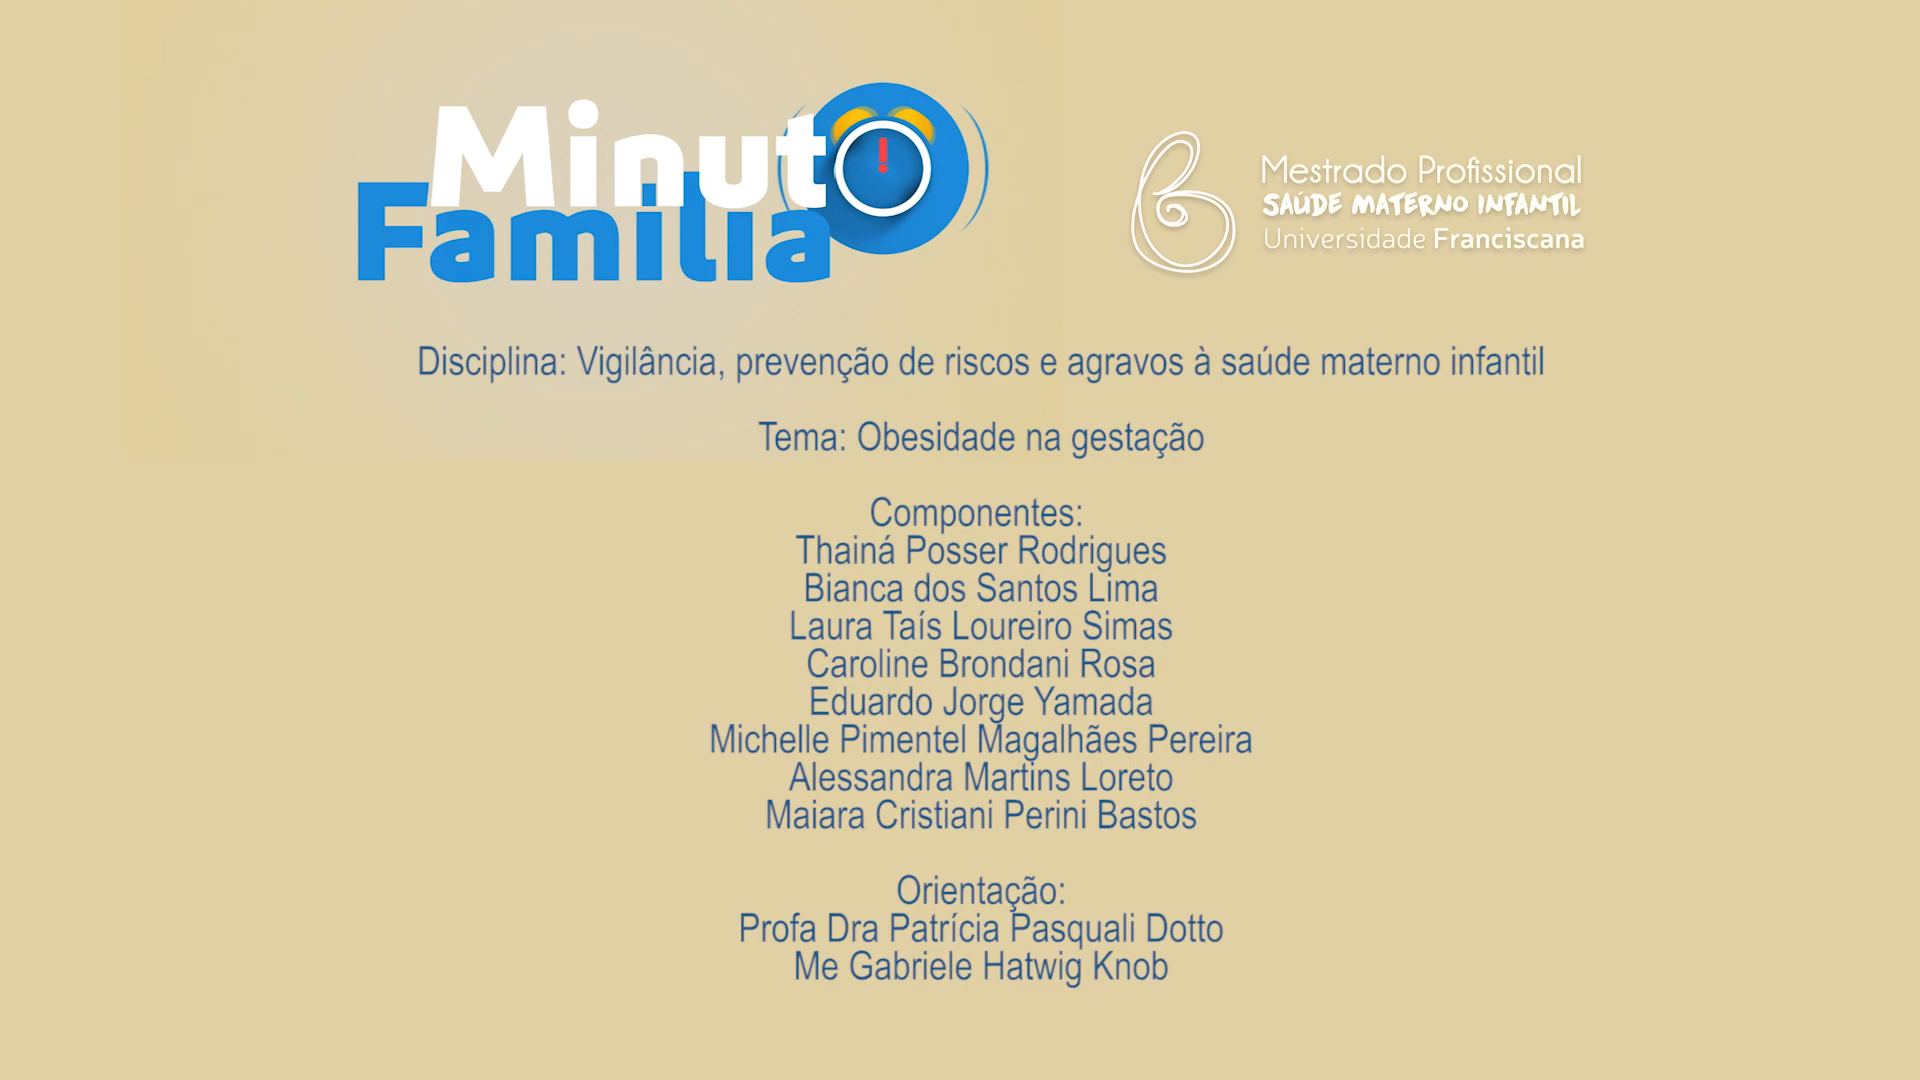 Minuto
Família
Mestrado Profissional
SAÚDE MATERNO INFANTIL
Universidade Franciscana
Disciplina: Vigilância, prevenção de riscos e agravos à saúde materno infantil
Tema: Obesidade na gestação
Componentes:
Thainá Posser Rodrigues
Bianca dos Santos Lima
Laura Taís Loureiro Simas
Caroline Brondani Rosa
Eduardo Jorge Yamada
Michelle Pimentel Magalhães Pereira
Alessandra Martins Loreto
Maiara Cristiani Perini Bastos
Orientação:
Profa Dra Patrícia Pasquali Dotto
Me Gabriele Hatwig Knob